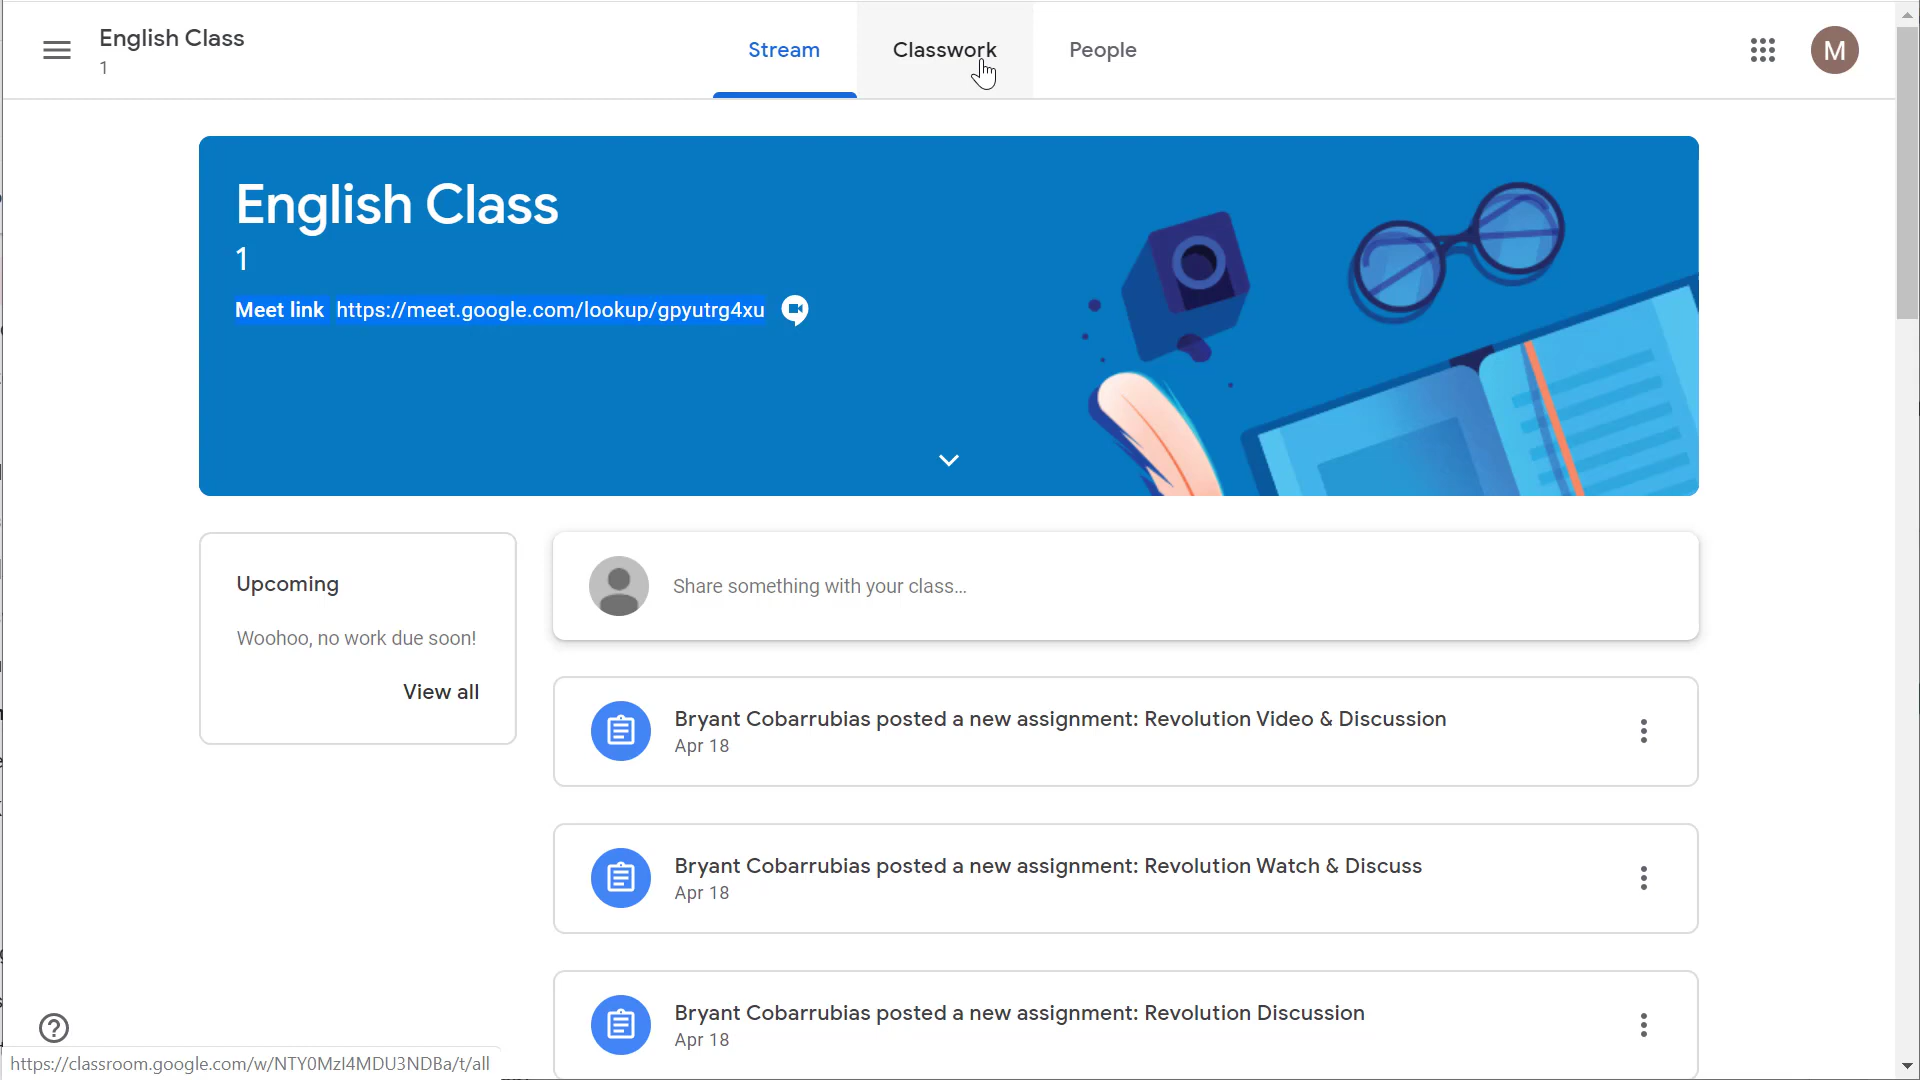 English Class
1
Stream
Classwork
People
M
English Class
1
Meet link https://meet.google.com/lookup/gpyutrg4xu
Upcoming
Woohoo, no work due soon!
View all
Share something with your class...
Bryant Cobarrubias posted a new assignment: Revolution Video & Discussion
Apr 18
Bryant Cobarrubias posted a new assignment: Revolution Watch & Discuss
Apr 18
Bryant Cobarrubias posted a new assignment: Revolution Discussion
Apr 18
https://classroom.google.com/w/NTY0MzI4MDU3NDBa/t/all